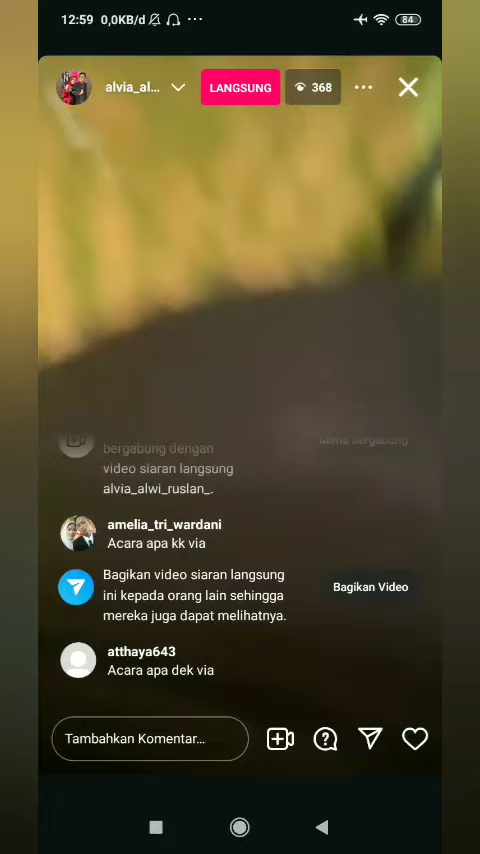 12:59 0,0KB/d
84
alvia_al...
LANGSUNG
368
bergabung dengan
Minta bergabung
video siaran langsung
alvia_alwi_ruslan_.
amelia_tri_wardani
Acara apa kk via
Bagikan video siaran langsung
ini kepada orang lain sehingga
mereka juga dapat melihatnya.
Bagikan Video
atthaya643
Acara apa dek via
Tambahkan Komentar...